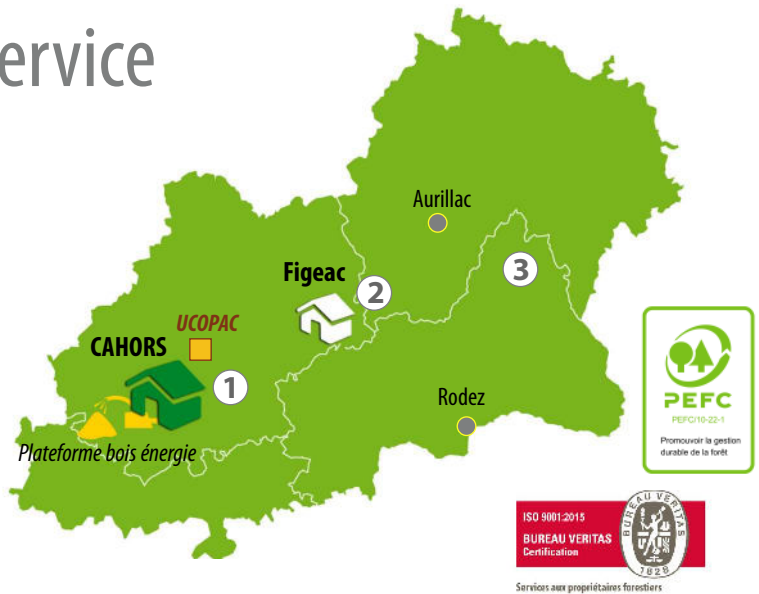 ervice
Aurillac
Figeac
2
3
UCOPAC
CAHORS
1
Rodez
Plateforme bois énergie
PEFC
PEFC/10-22-1
Promouvoir la gestion
durable de la forêt
ISO 9001:2015
BUREAU VERITAS
Certification
BUREAU VERITAS
1828
Services aux propriétaires forestiers